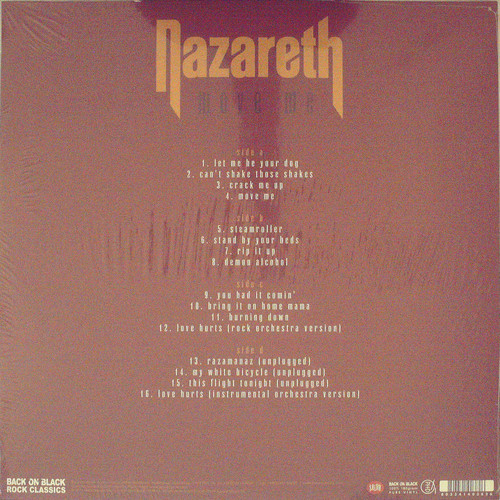 Nazareth
Move Me
side a
1. let me be your dog
2. can't shake those shakes
3. crack me up
4. move me
side b
5. steamroller
6. stand by your beds
7. rip it up
8. demon alcohol
side c
9. you had it comin'
10. bring it on home mama
11. burning down
12. love hurts (rock orchestra version)
side d
13. razamanaz (unplugged)
14. my white bicycle (unplugged)
15. this flight tonight (unplugged)
16. love hurts (instrumental orchestra version)
BACK ON BLACK
ROCK CLASSICS
SALVO
BACK ON BLACK